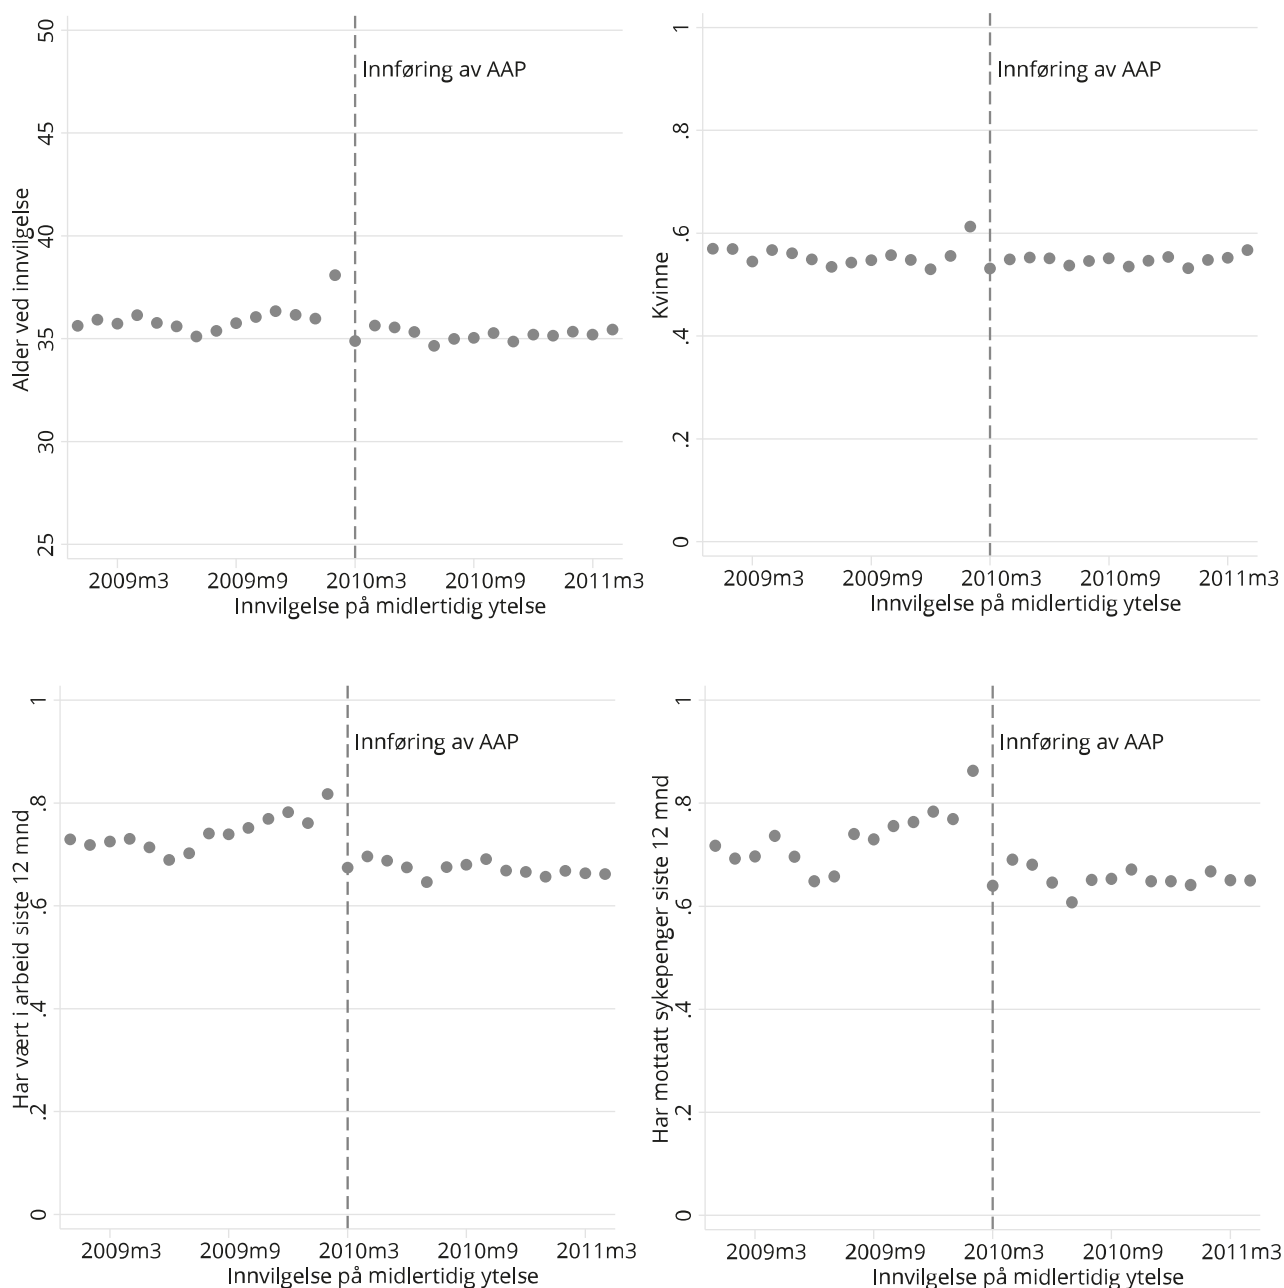 50
45
40
35
30
25
Alder ved innvilgelse
Innføring av AAP
2009m3 2009m9 2010m3 2010m9 2011m3
Innvilgelse på midlertidig ytelse
1
.8
.6
.4
.2
0
Kvinne
Innføring av AAP
2009m3 2009m9 2010m3 2010m9 2011m3
Innvilgelse på midlertidig ytelse
1
.8
.6
.4
.2
0
Har vært i arbeid siste 12 mnd
Innføring av AAP
2009m3 2009m9 2010m3 2010m9 2011m3
Innvilgelse på midlertidig ytelse
1
.8
.6
.4
.2
0
Har mottatt sykepenger siste 12 mnd
Innføring av AAP
2009m3 2009m9 2010m3 2010m9 2011m3
Innvilgelse på midlertidig ytelse